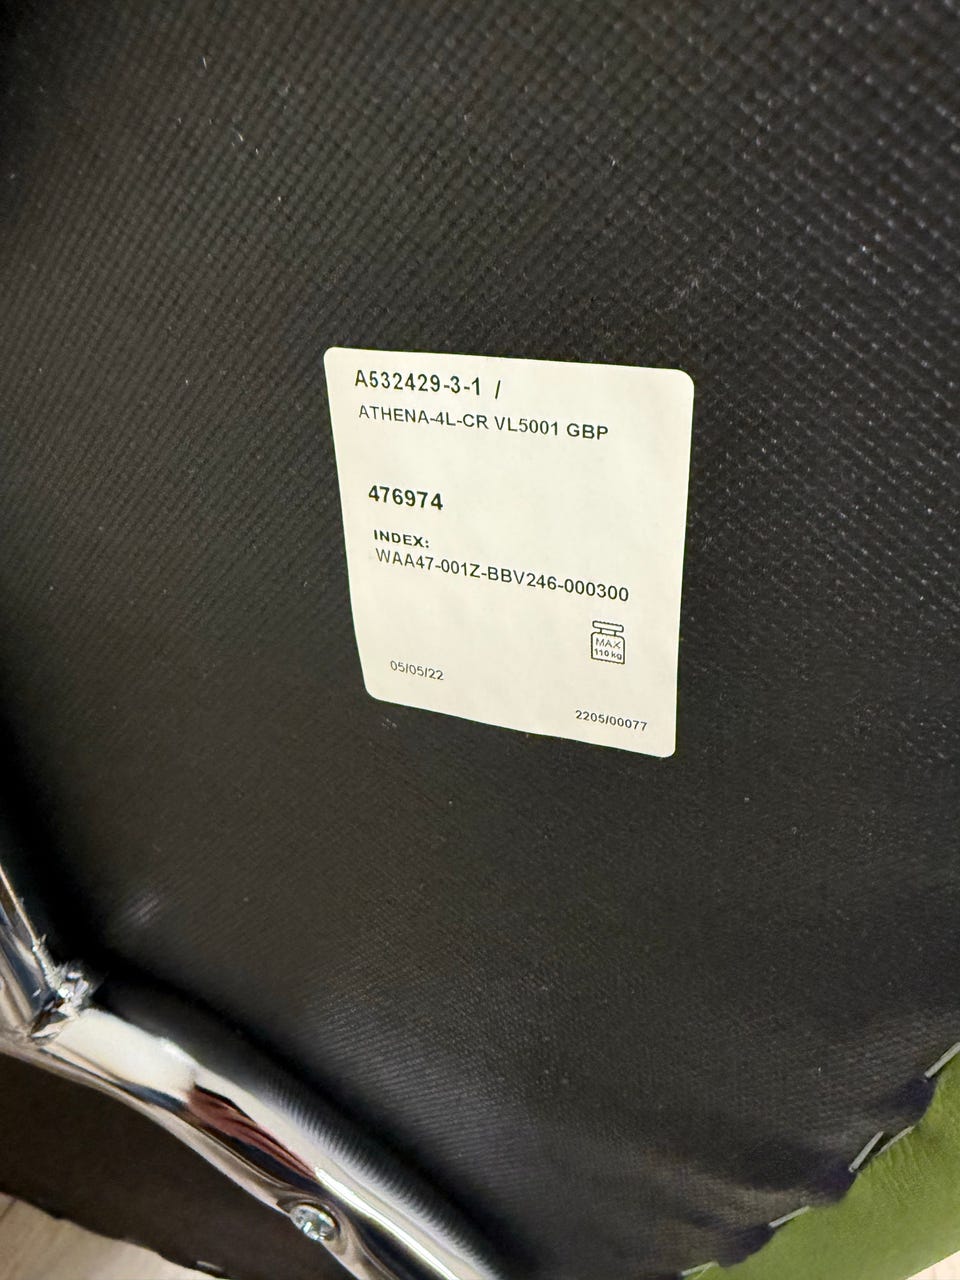 A532429-3-1 /
ATHENA-4L-CR VL5001 GBP
476974
INDEX:
WAA47-001Z-BBV246-000300
MAX
110 kg
05/05/22
2205/00077